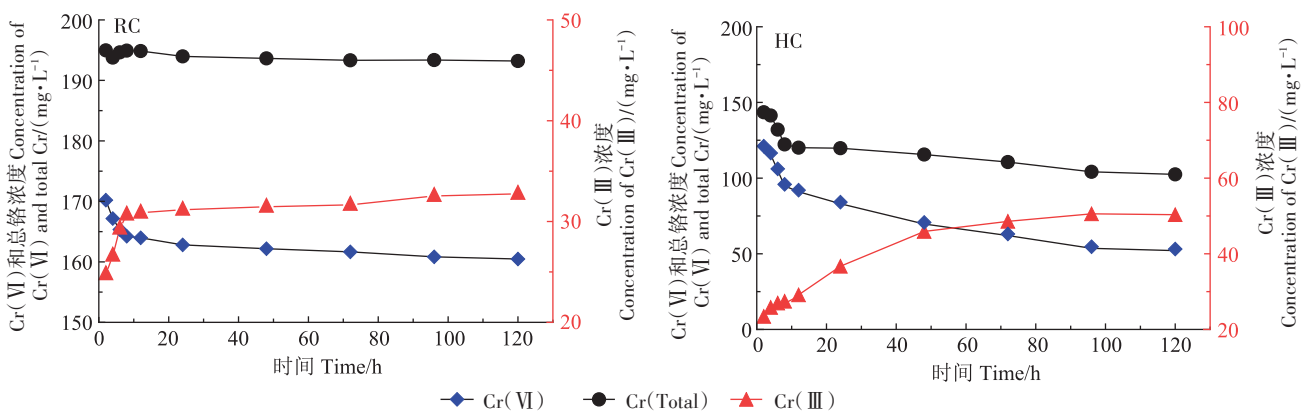 RC
Cr(Ⅵ)和总铬浓度 Concentration of
Cr(Ⅵ) and total Cr/(mg·L⁻¹)
200
190
180
170
160
150
50
40
30
20
Cr(Ⅲ)浓度
Concentration of Cr(Ⅲ)/(mg·L⁻¹)
0 20 40 60 80 100 120
时间 Time/h
HC
Cr(Ⅵ)和总铬浓度 Concentration of
Cr(Ⅵ) and total Cr/(mg·L⁻¹)
200
150
100
50
0
100
80
60
40
20
Cr(Ⅲ)浓度
Concentration of Cr(Ⅲ)/(mg·L⁻¹)
0 20 40 60 80 100 120
时间 Time/h
Cr(Ⅵ) Cr(Total) Cr(Ⅲ)